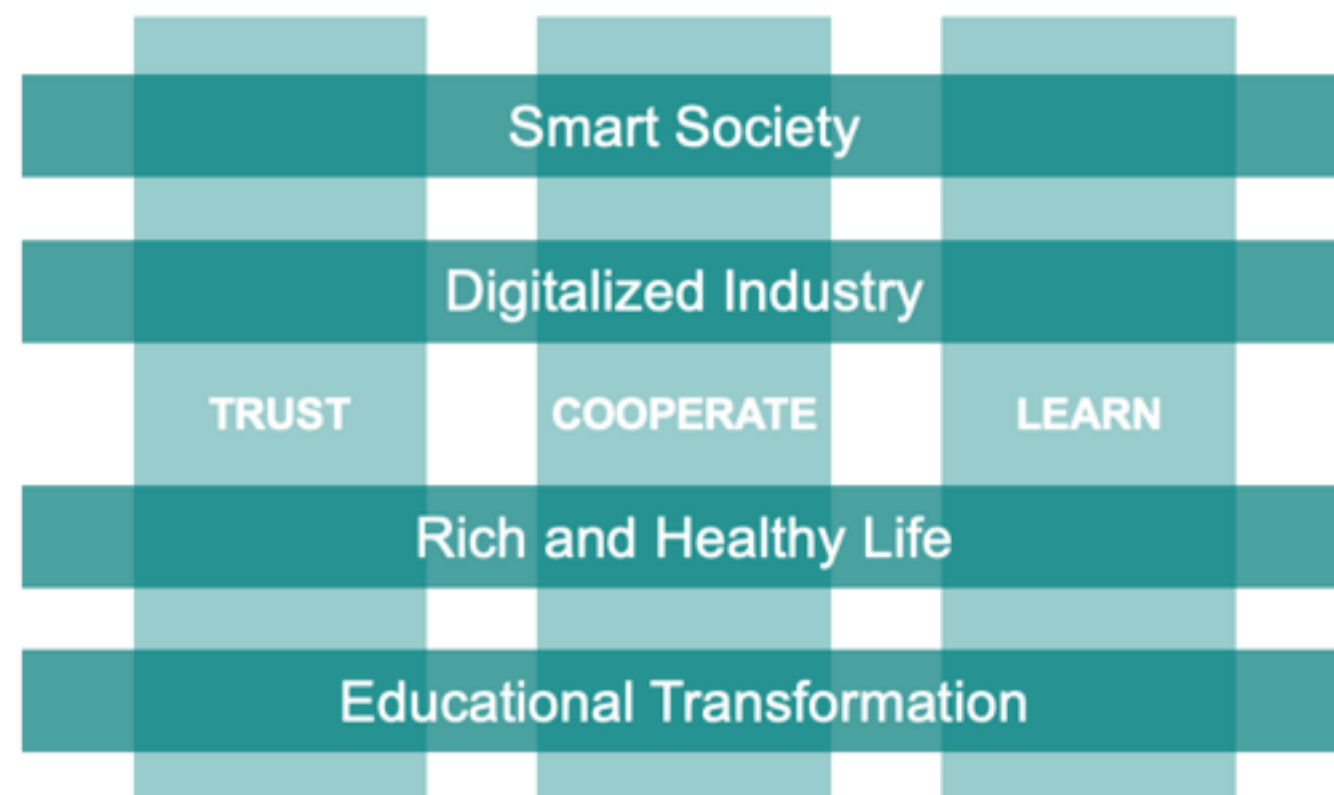 Smart Society
Digitalized Industry
TRUST COOPERATE LEARN
Rich and Healthy Life
Educational Transformation